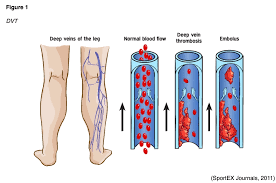 Figure 1
DVT
Deep veins of the leg
Normal blood flow
Deep vein
thrombosis
Embolus
(SportEX Journals, 2011)